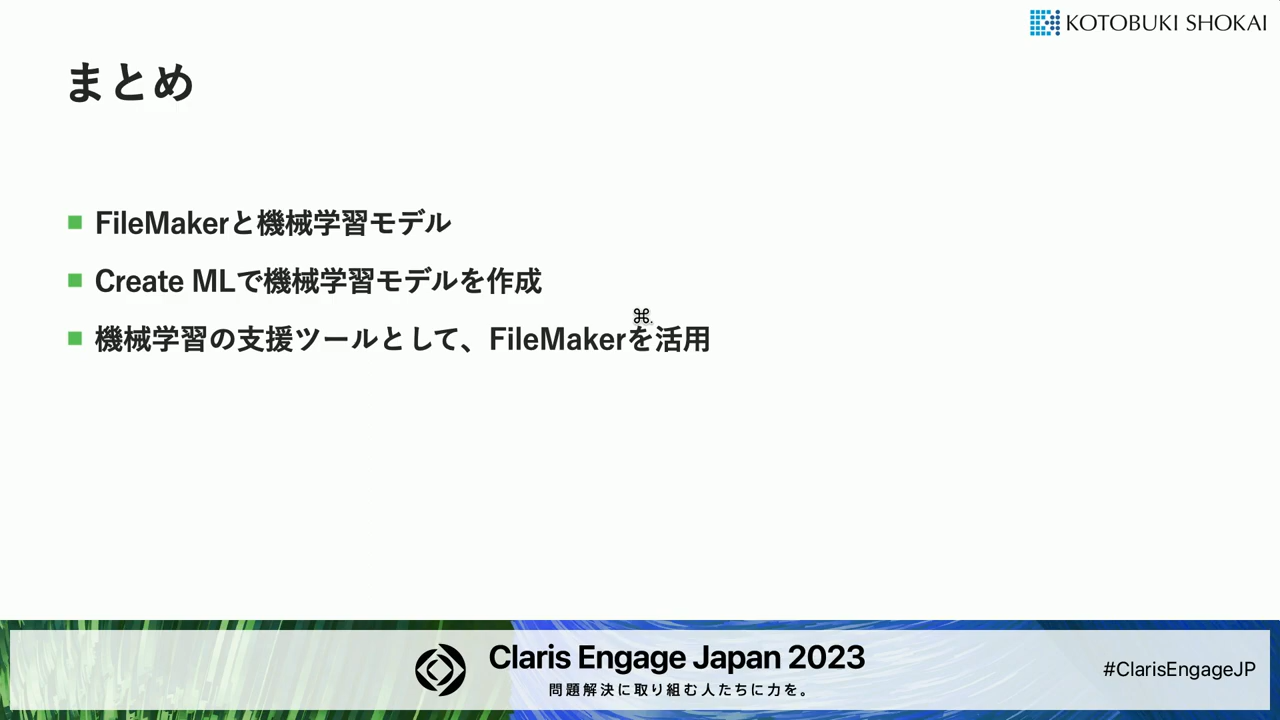 KOTOBUKI SHOKAI
まとめ
FileMakerと機械学習モデル
Create MLで機械学習モデルを作成
機械学習の支援ツールとして、FileMakerを活用
⌘.
Claris Engage Japan 2023
問題解決に取り組む人たちに力を。
#ClarisEngageJP